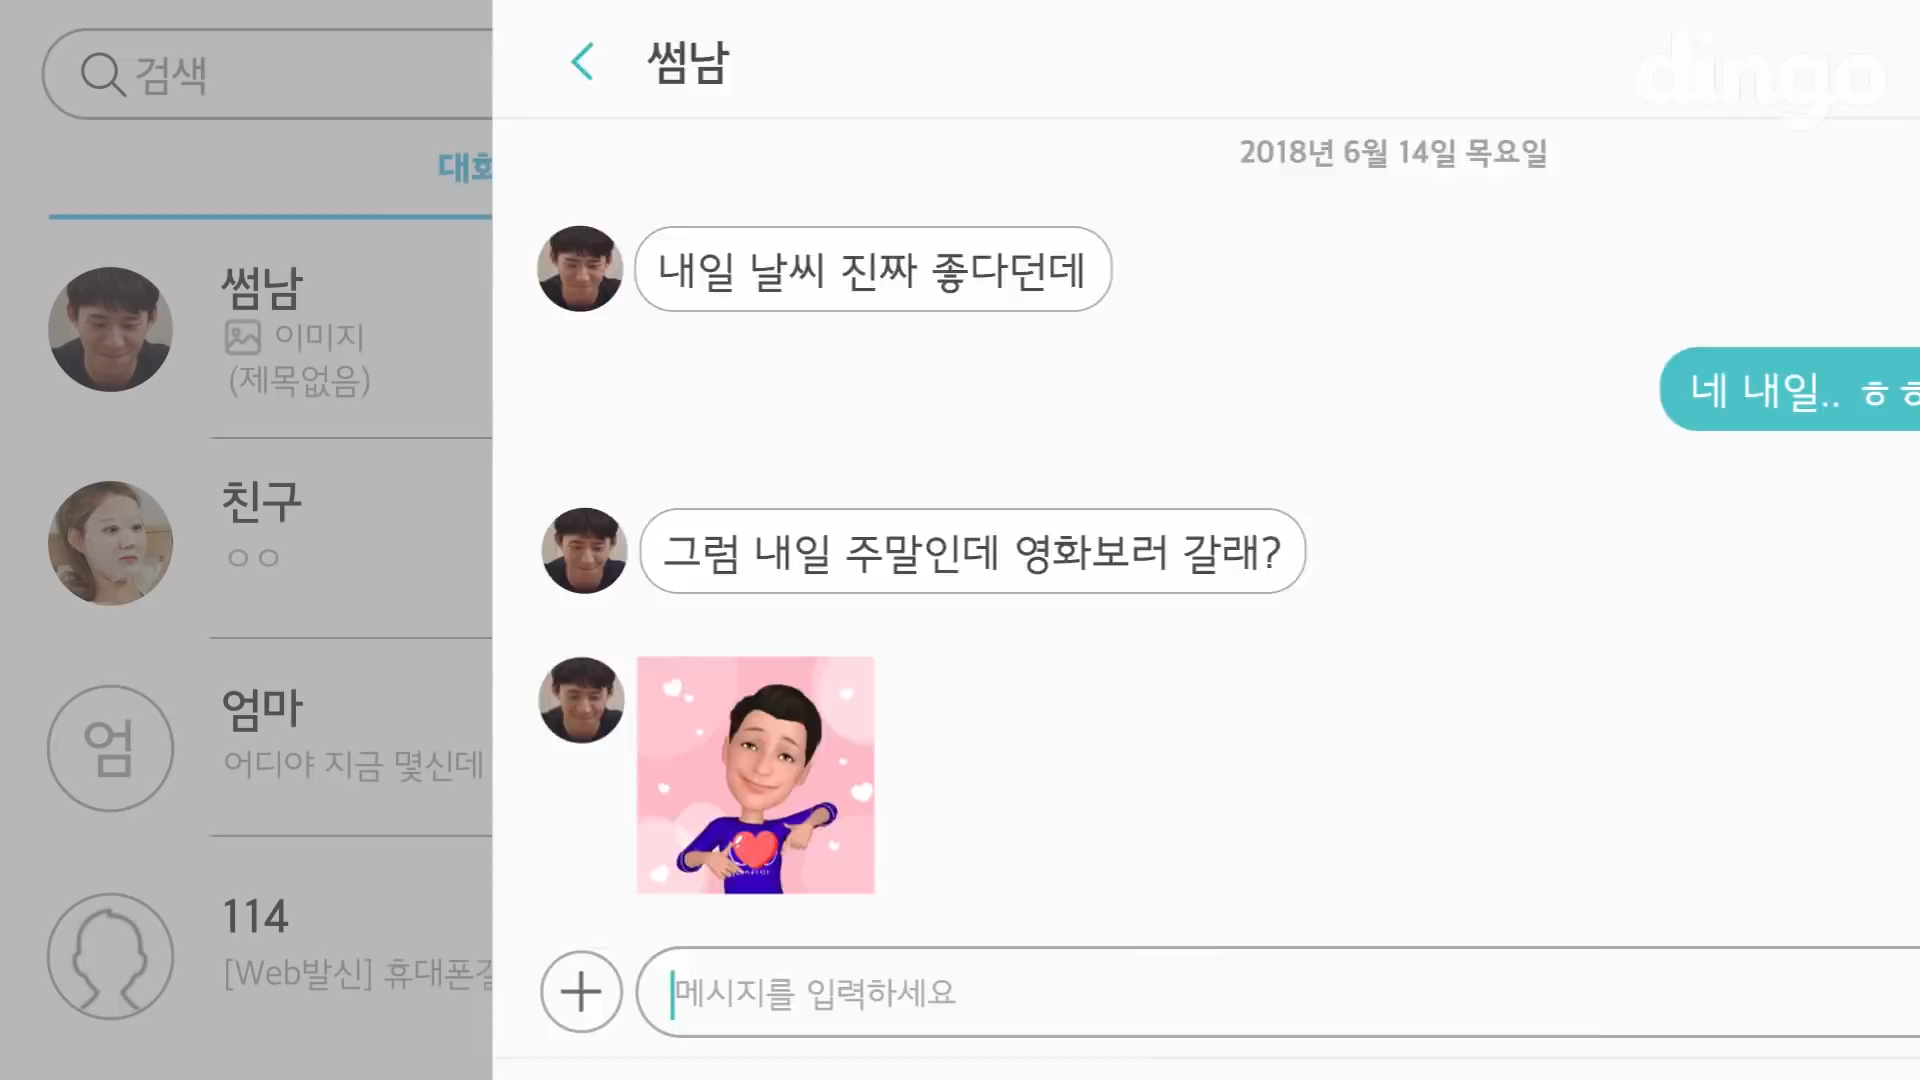 검색
대화
썸남
이미지
(제목없음)
친구
ㅇㅇ
엄
엄마
어디야 지금 몇신데
114
[Web발신] 휴대폰
썸남
dingo
2018년 6월 14일 목요일
내일 날씨 진짜 좋다던데
네 내일.. ㅎㅎ
그럼 내일 주말인데 영화보러 갈래?
메시지를 입력하세요